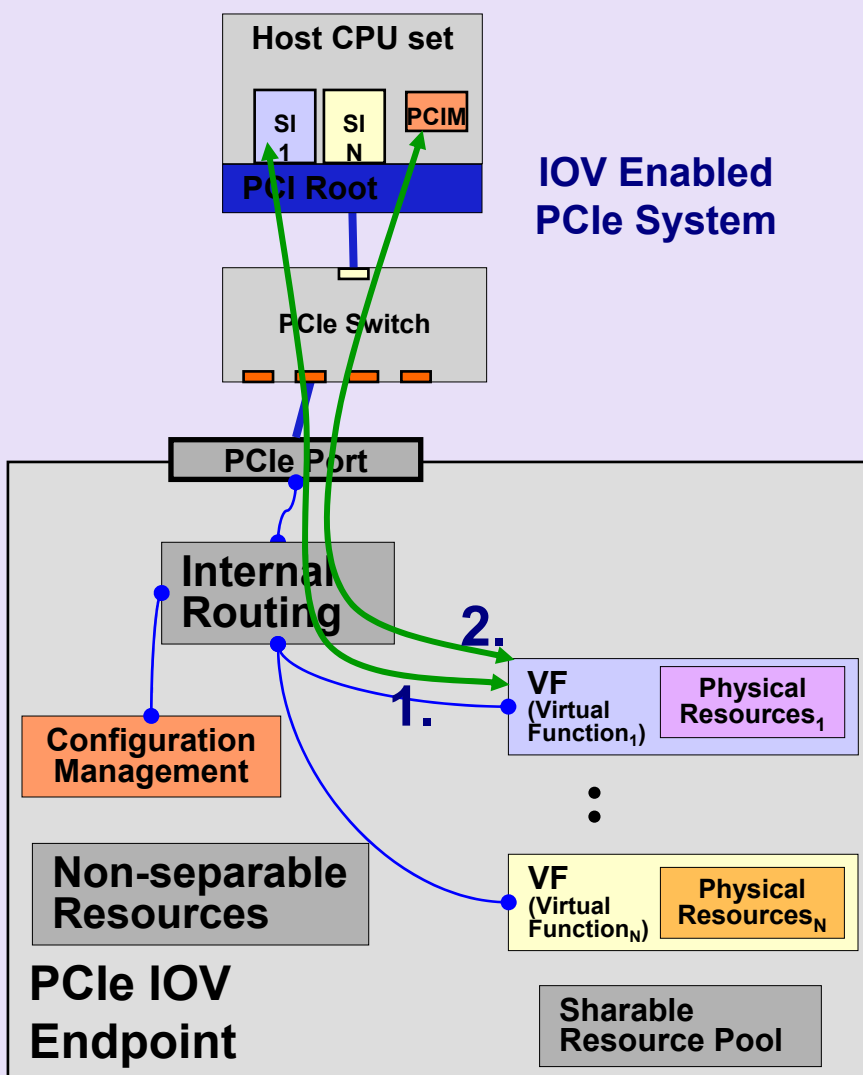 Host CPU set
SI
1
SI
N
PCIM
PCI Root
IOV Enabled
PCIe System
PCIe Switch
PCIe Port
Internal
Routing
2.
1.
VF
(Virtual
Function1)
Physical
Resources1
Configuration
Management
:
Non-separable
Resources
VF
(Virtual
FunctionN)
Physical
ResourcesN
PCIe IOV
Endpoint
Sharable
Resource Pool